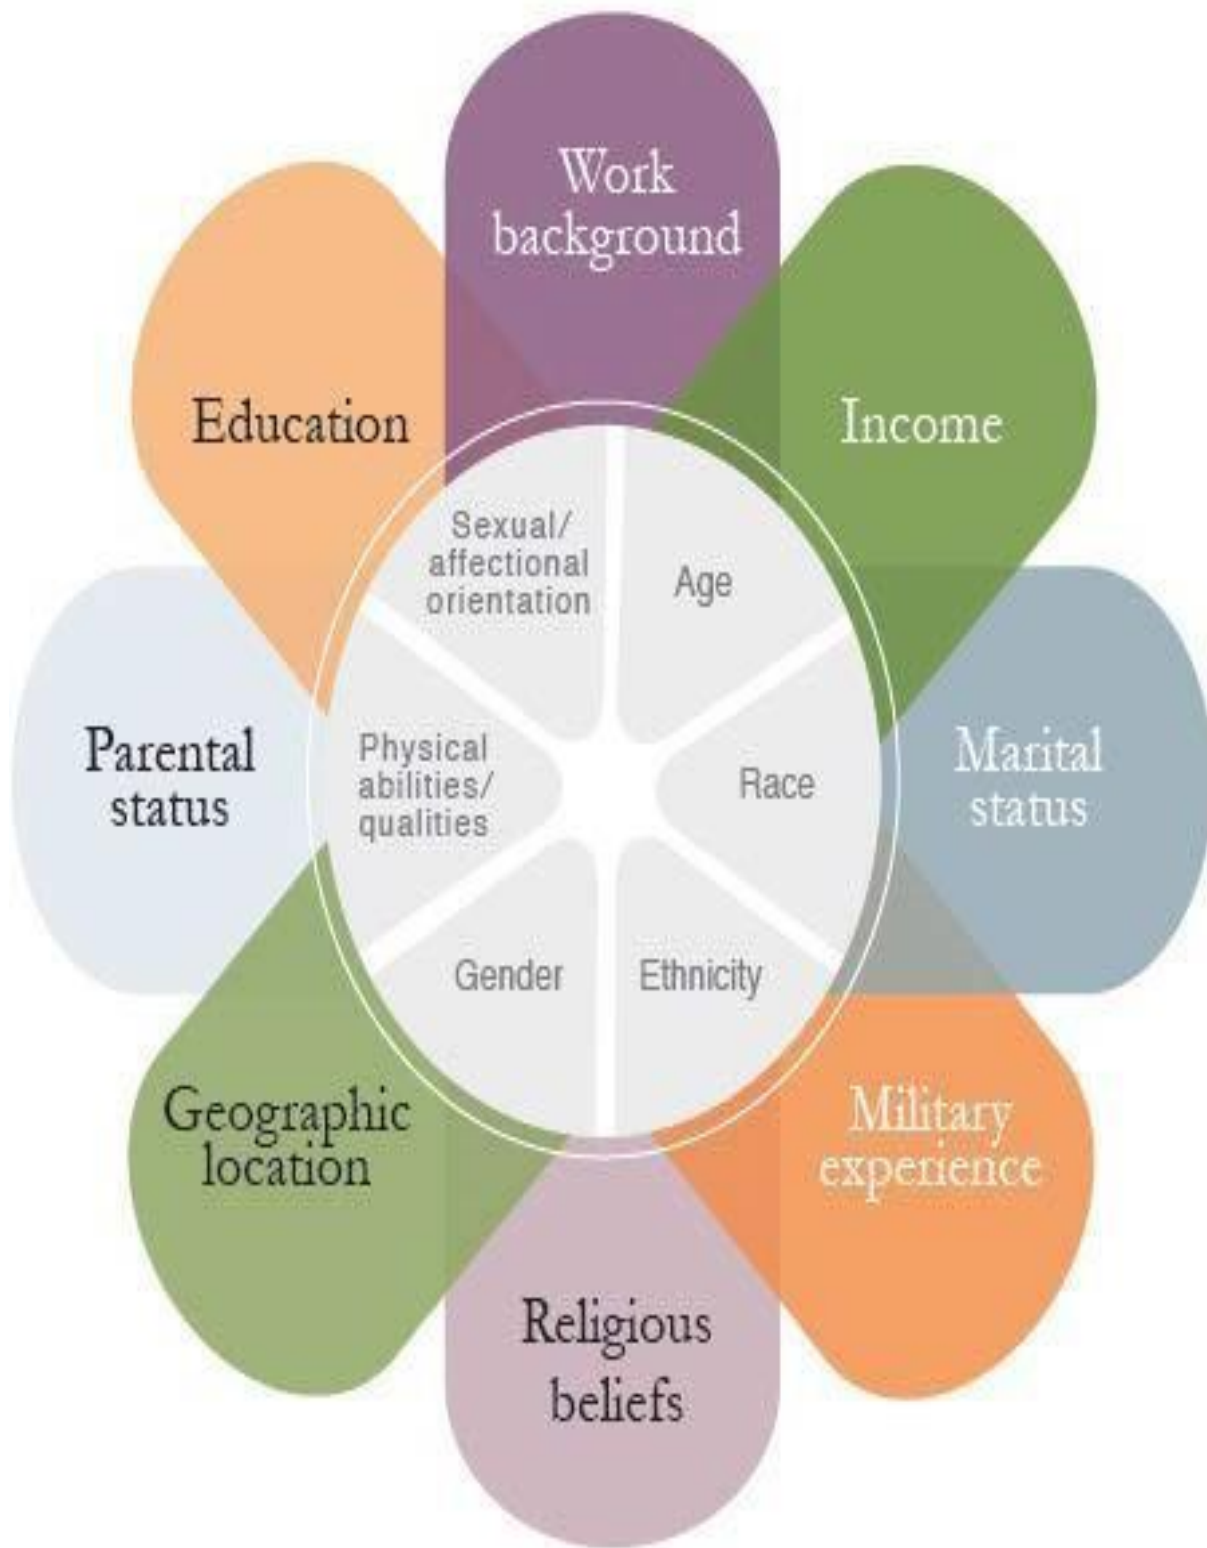 Work
background
Education
Income
Sexual/
affectional
orientation
Age
Parental
status
Physical
abilities/
qualities
Race
Marital
status
Gender
Ethnicity
Geographic
location
Military
experience
Religious
beliefs